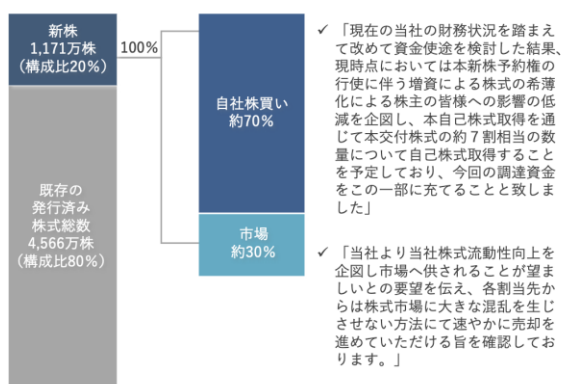 新株
1,171万株
(構成比20%)
100%
既存の
発行済み
株式総数
4,566万株
(構成比80%)
自社株買い
約70%
市場
約30%
✓ 「現在の当社の財務状況を踏まえ
て改めて資金使途を検討した結果、
現時点においては本新株予約権の
行使に伴う増資による株式の希薄
化による株主の皆様への影響の低
減を企図し、本自己株式取得を通
じて本交付株式の約７割相当の数
量について自己株式取得すること
を予定しており、今回の調達資金
をこの一部に充てることと致しま
した」
✓ 「当社より当社株式流動性向上を
企図し市場へ供されることが望ま
しいとの要望を伝え、各割当先か
らは株式市場に大きな混乱を生じ
させない方法にて速やかに売却を
進めていただける旨を確認してお
ります。」